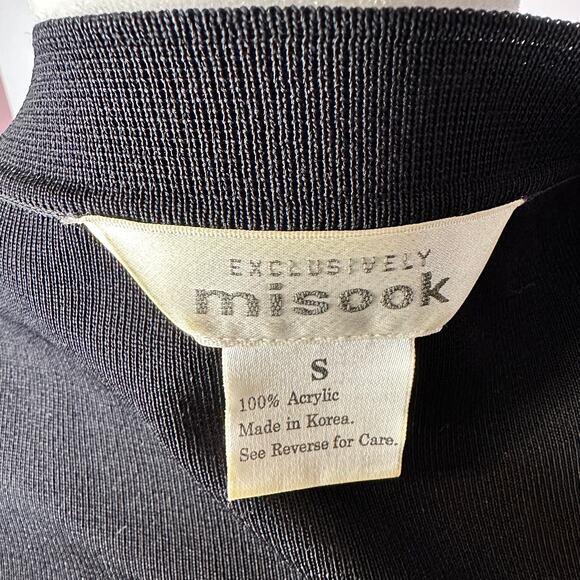 EXCLUSIVELY
misook
S
100% Acrylic
Made in Korea.
See Reverse for Care.